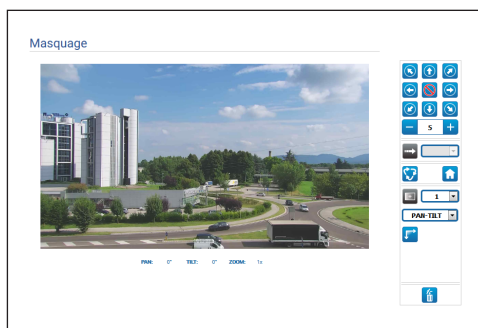 Masquage
S
1
PAN-TILT
PAN: 0° TILT: 0° ZOOM: 1x